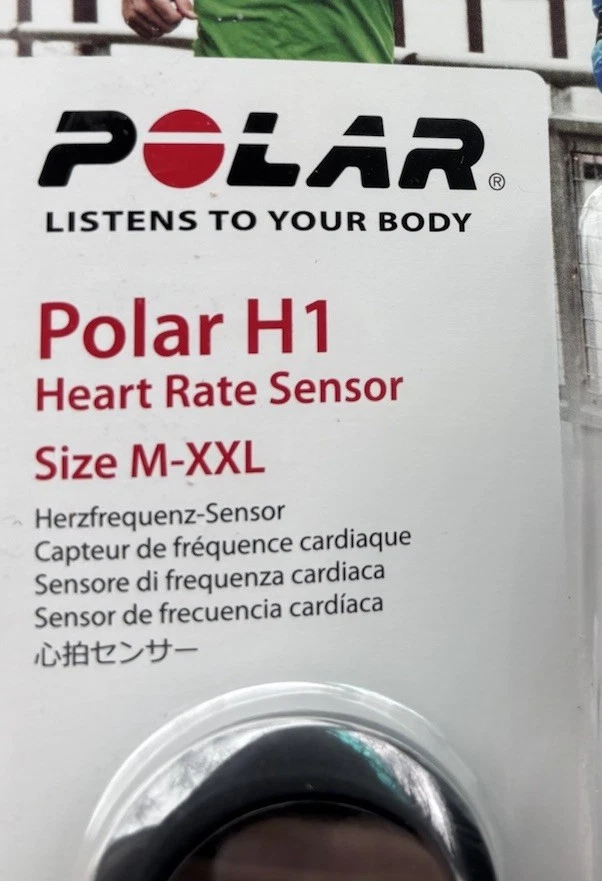 POLAR®
LISTENS TO YOUR BODY
Polar H1
Heart Rate Sensor
Size M-XXL
Herzfrequenz-Sensor
Capteur de fréquence cardiaque
Sensore di frequenza cardiaca
Sensor de frecuencia cardíaca
心拍センサー